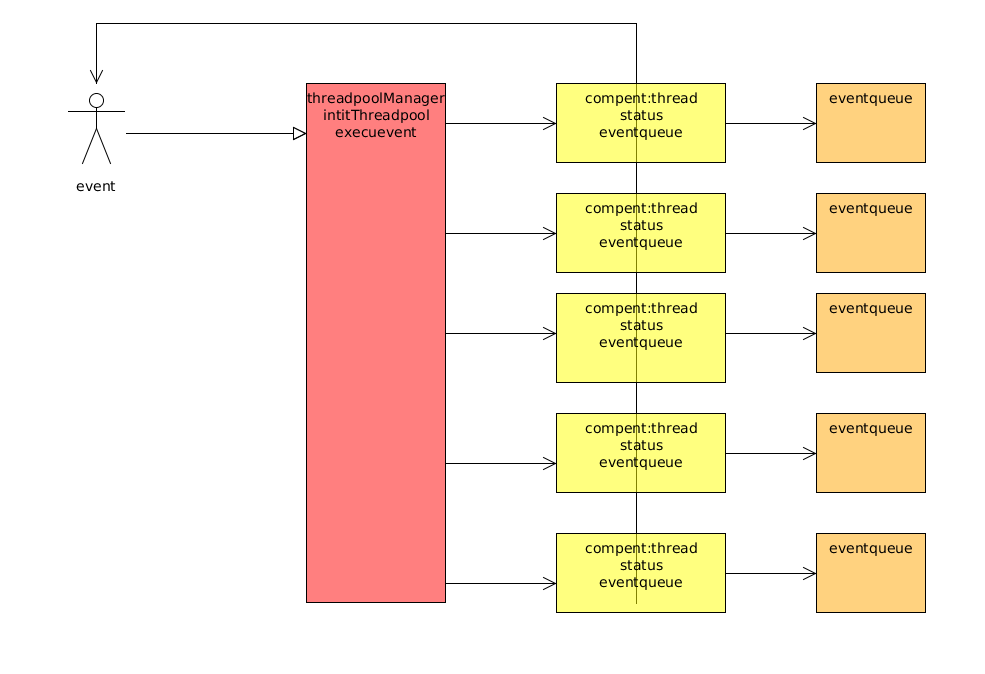 event
threadpoolManager
intitThreadpool
execuevent
compent:thread
status
eventqueue
eventqueue
compent:thread
status
eventqueue
eventqueue
compent:thread
status
eventqueue
eventqueue
compent:thread
status
eventqueue
eventqueue
compent:thread
status
eventqueue
eventqueue